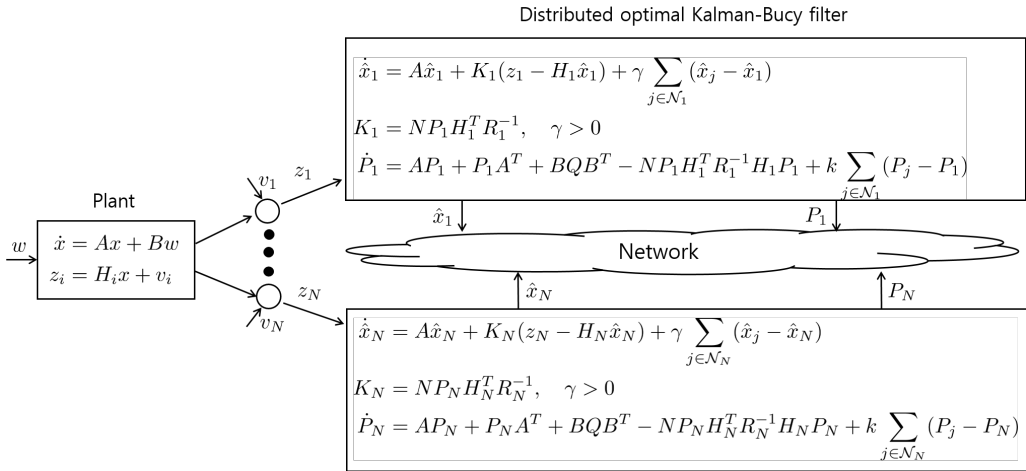 Distributed optimal Kalman-Bucy filter
$\dot{\hat{x}}_1 = A\hat{x}_1 + K_1(z_1 - H_1\hat{x}_1) + \gamma \sum_{j \in \mathcal{N}_1} (\hat{x}_j - \hat{x}_1)$
$K_1 = NP_1H_1^T R_1^{-1}, \quad \gamma > 0$
$\dot{P}_1 = AP_1 + P_1A^T + BQB^T - NP_1H_1^T R_1^{-1}H_1P_1 + k \sum_{j \in \mathcal{N}_1} (P_j - P_1)$
$v_1$
$z_1$
Plant
$w$
$\dot{x} = Ax + Bw$
$z_i = H_i x + v_i$
$\hat{x}_1$
$P_1$
Network
$\hat{x}_N$
$P_N$
$z_N$
$v_N$
$\dot{\hat{x}}_N = A\hat{x}_N + K_N(z_N - H_N\hat{x}_N) + \gamma \sum_{j \in \mathcal{N}_N} (\hat{x}_j - \hat{x}_N)$
$K_N = NP_NH_N^T R_N^{-1}, \quad \gamma > 0$
$\dot{P}_N = AP_N + P_NA^T + BQB^T - NP_NH_N^T R_N^{-1}H_NP_N + k \sum_{j \in \mathcal{N}_N} (P_j - P_N)$